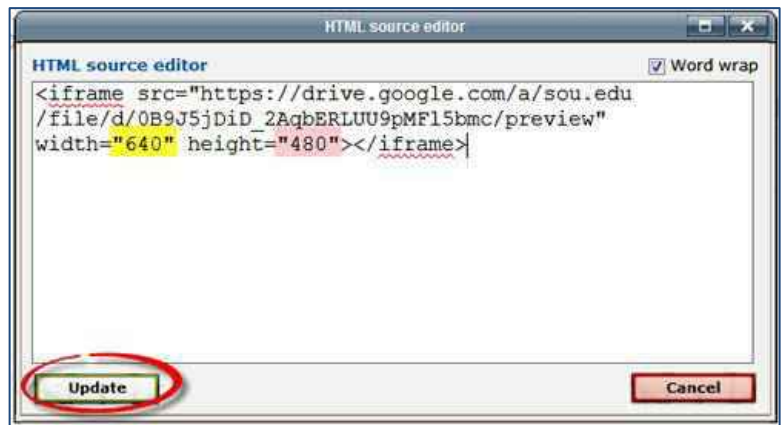 HTML source editor
HTML source editor
Word wrap
<iframe src="https://drive.google.com/a/sou.edu
/file/d/0B9J5jDiD_2AqbERLUU9pMFl5bmc/preview"
width="640" height="480"></iframe>
Update
Cancel